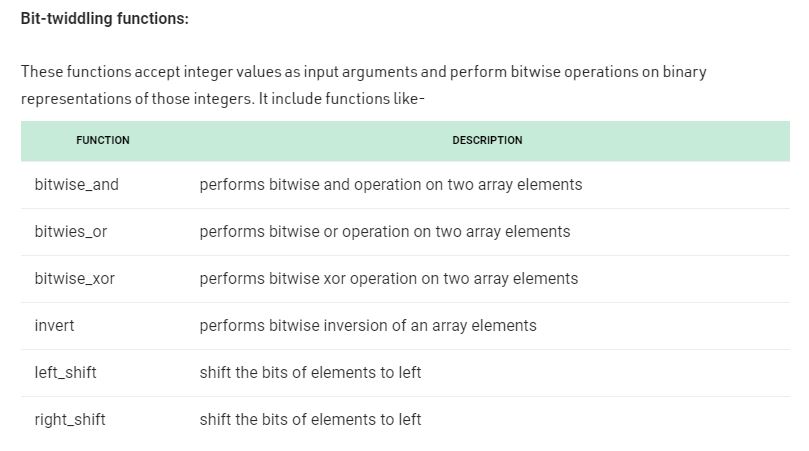 Bit-twiddling functions:
These functions accept integer values as input arguments and perform bitwise operations on binary
representations of those integers. It include functions like-
FUNCTION DESCRIPTION
bitwise_and performs bitwise and operation on two array elements
bitwies_or performs bitwise or operation on two array elements
bitwise_xor performs bitwise xor operation on two array elements
invert performs bitwise inversion of an array elements
left_shift shift the bits of elements to left
right_shift shift the bits of elements to left